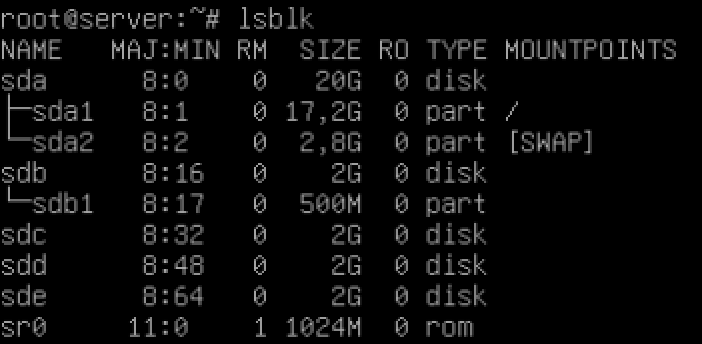 root@server:~# lsblk
NAME   MAJ:MIN RM  SIZE RO TYPE MOUNTPOINTS
sda      8:0    0   20G  0 disk
├─sda1   8:1    0 17,2G  0 part /
└─sda2   8:2    0  2,8G  0 part [SWAP]
sdb      8:16   0    2G  0 disk
└─sdb1   8:17   0  500M  0 part
sdc      8:32   0    2G  0 disk
sdd      8:48   0    2G  0 disk
sde      8:64   0    2G  0 disk
sr0     11:0    1 1024M  0 rom